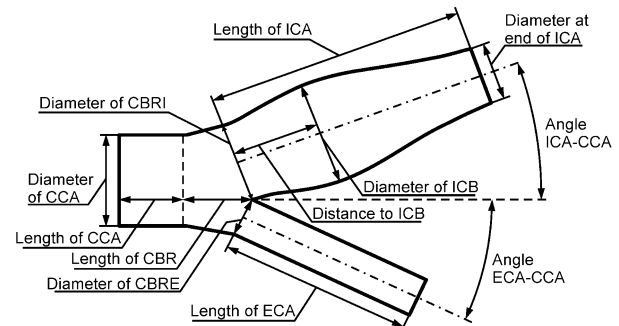 Length of ICA
Diameter at
end of ICA
Diameter of CBRI
Angle
ICA-CCA
Diameter
of CCA
Diameter of ICB
Distance to ICB
Length of CCA
Length of CBR
Diameter of CBRE
Angle
ECA-CCA
Length of ECA